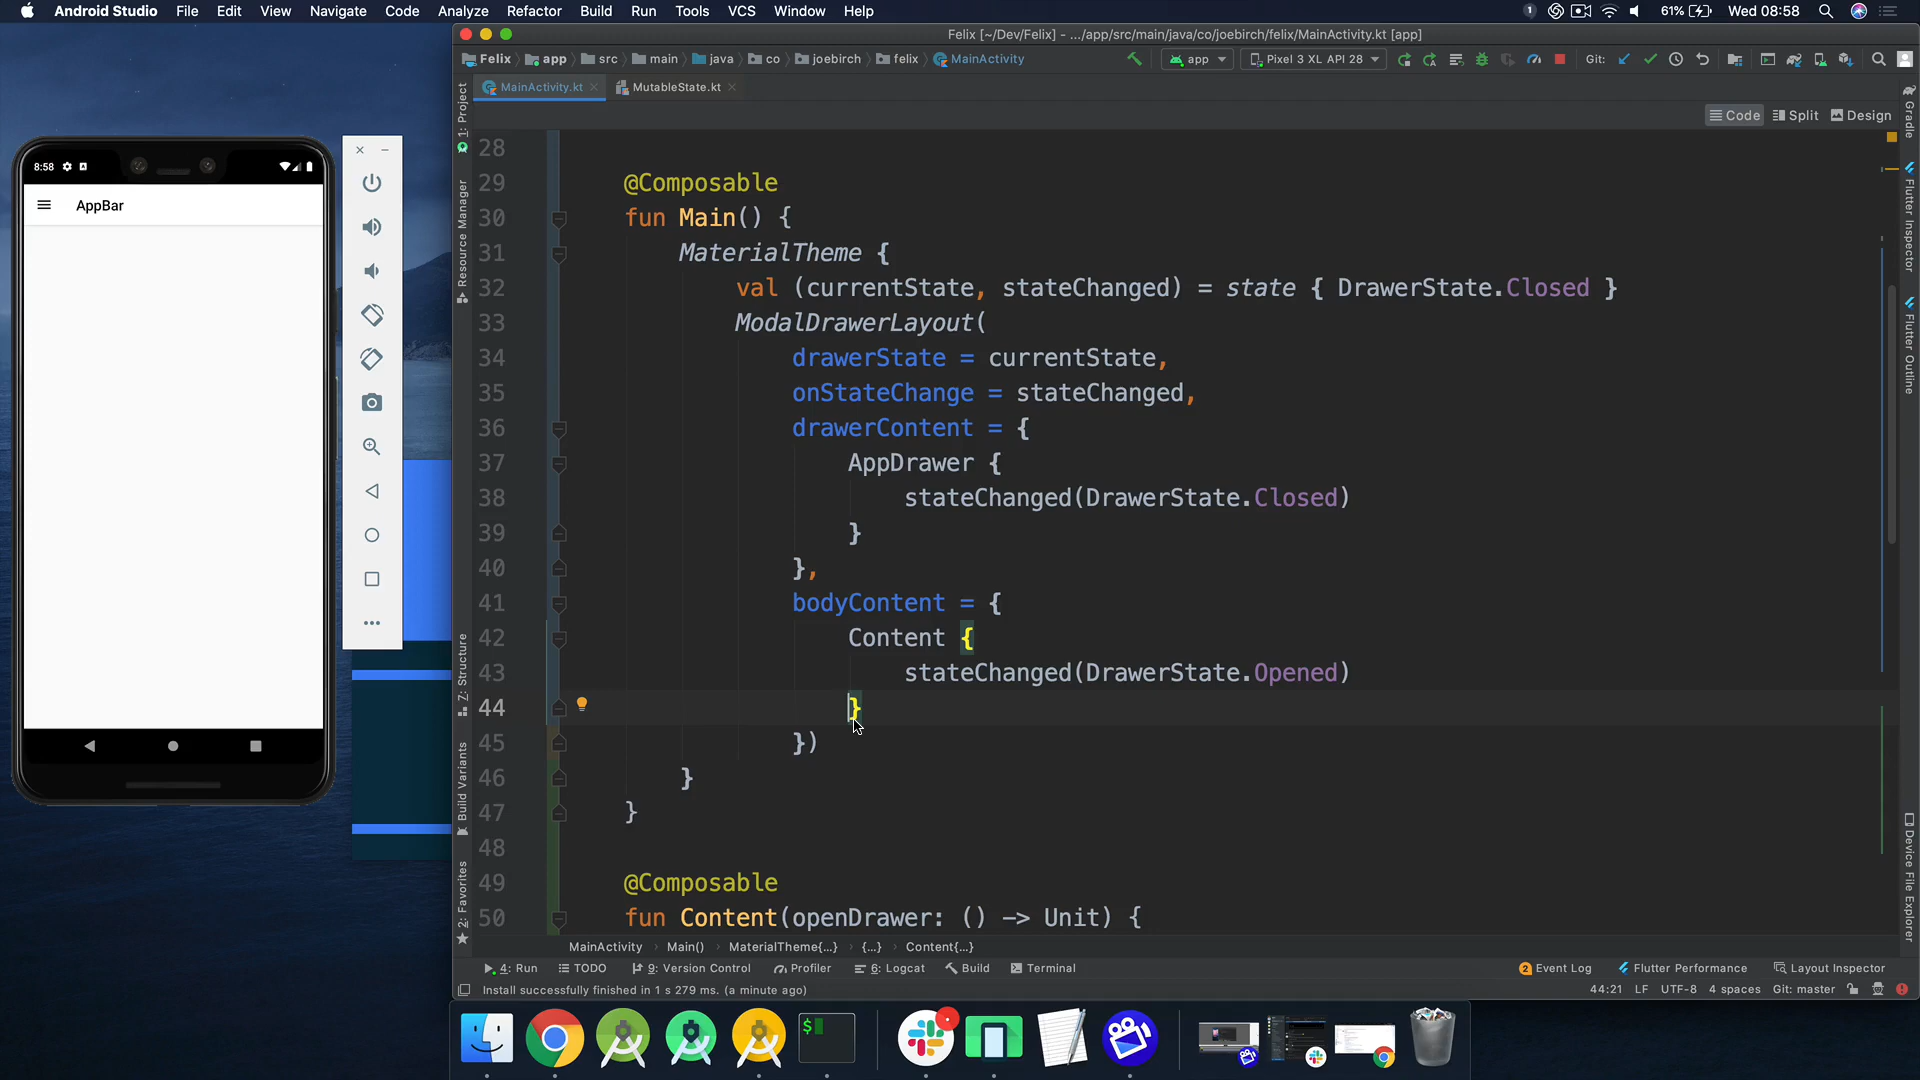 Android Studio File Edit View Navigate Code Analyze Refactor Build Run Tools VCS Window Help
61% Wed 08:58
Felix [~/Dev/Felix] - .../app/src/main/java/co/joebirch/felix/MainActivity.kt [app]
Felix app src main java co joebirch felix MainActivity
app Pixel 3 XL API 28 Git:
MainActivity.kt MutableState.kt
Code Split Design
8:58
AppBar
28
29 @Composable
30 fun Main() {
31 MaterialTheme {
32 val (currentState, stateChanged) = state { DrawerState.Closed }
33 ModalDrawerLayout(
34 drawerState = currentState,
35 onStateChange = stateChanged,
36 drawerContent = {
37 AppDrawer {
38 stateChanged(DrawerState.Closed)
39 }
40 },
41 bodyContent = {
42 Content {
43 stateChanged(DrawerState.Opened)
44 }
45 })
46 }
47 }
48
49 @Composable
50 fun Content(openDrawer: () -> Unit) {
1: Project
Resource Manager
7: Structure
Build Variants
2: Favorites
Gradle
Flutter Inspector
Flutter Outline
Device File Explorer
MainActivity › Main() › MaterialTheme{...} › {...} › Content{...}
4: Run TODO 9: Version Control Profiler 6: Logcat Build Terminal
2 Event Log Flutter Performance Layout Inspector
Install successfully finished in 1 s 279 ms. (a minute ago)
44:21 LF UTF-8 4 spaces Git: master